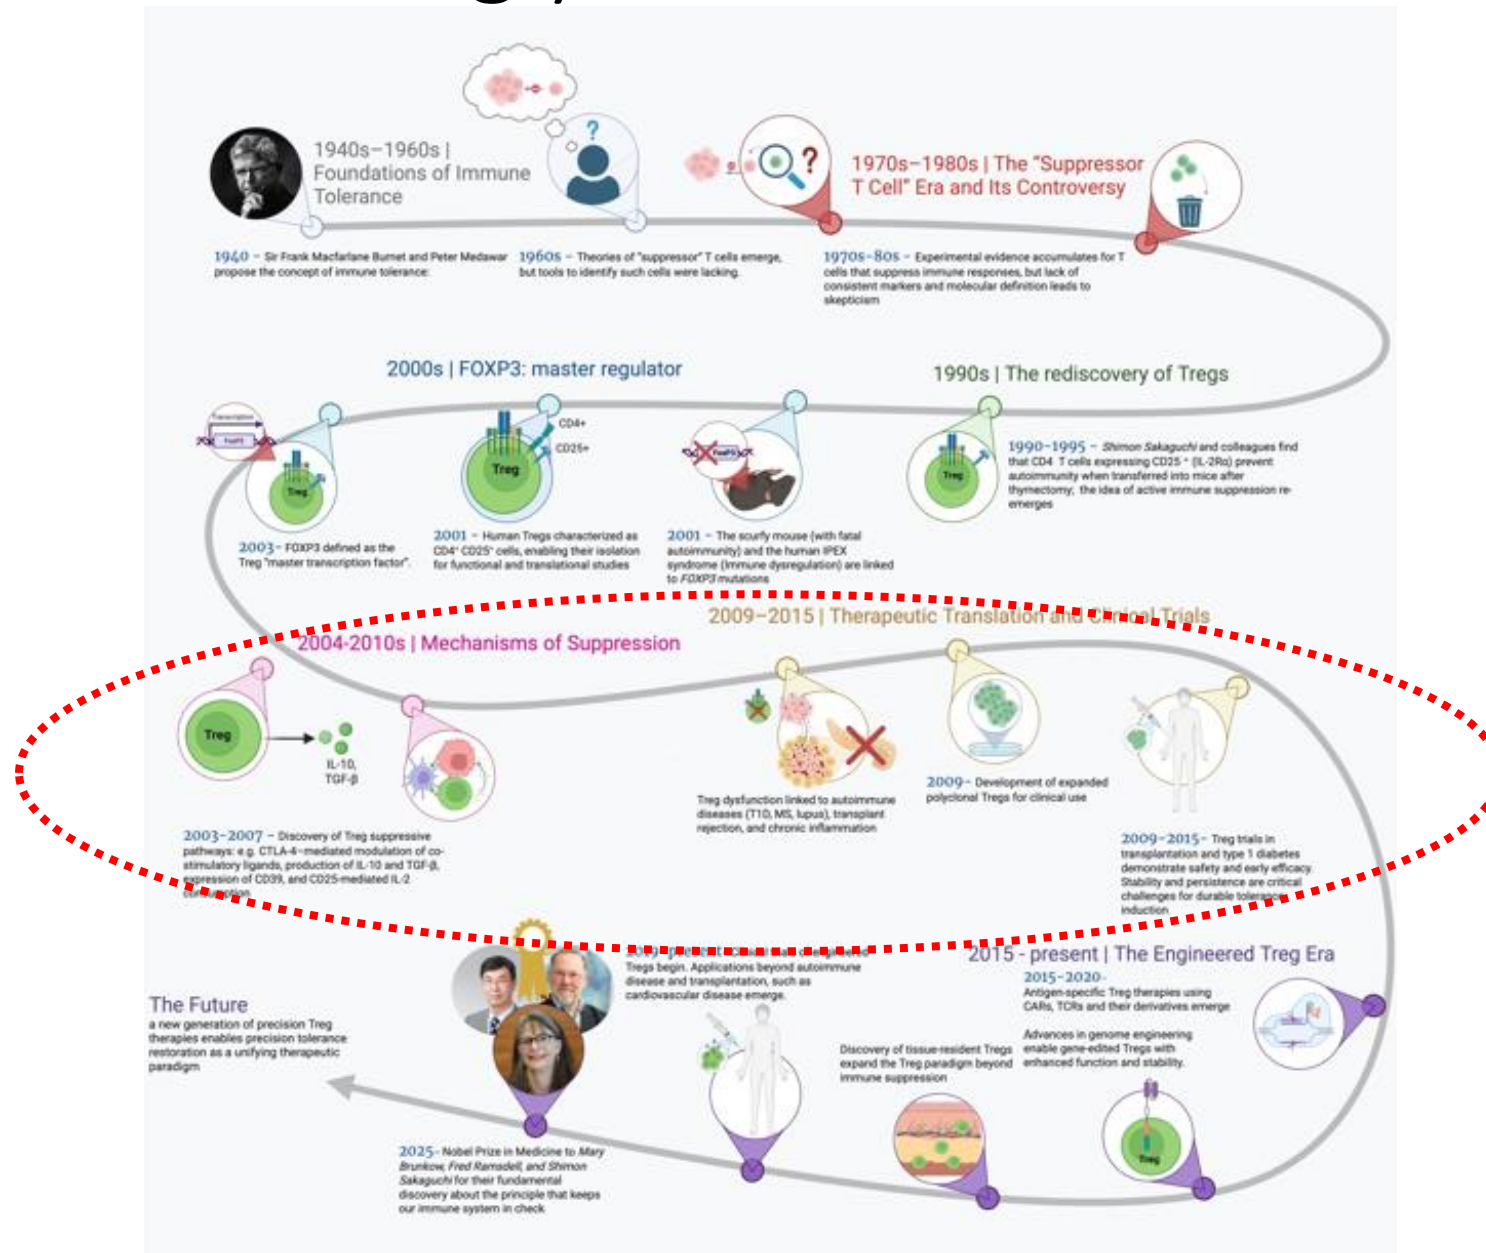 1940s–1960s |
Foundations of Immune
Tolerance
1940 – Sir Frank Macfarlane Burnet and Peter Medawar
propose the concept of immune tolerance:
?
1960s – Theories of "suppressor" T cells emerge,
but tools to identify such cells were lacking.
?
1970s–1980s | The "Suppressor
T Cell" Era and Its Controversy
1970s–80s – Experimental evidence accumulates for T
cells that suppress immune responses, but lack of
consistent markers and molecular definition leads to
skepticism
1990s | The rediscovery of Tregs
Treg
1990–1995 – Shimon Sakaguchi and colleagues find
that CD4 T cells expressing CD25 + (IL-2Rα) prevent
autoimmunity when transferred into mice after
thymectomy; the idea of active immune suppression re-
emerges
2000s | FOXP3: master regulator
FoxP3
2001 – The scurfy mouse (with fatal
autoimmunity) and the human IPEX
syndrome (Immune dysregulation) are linked
to FOXP3 mutations
Treg
CD4+
CD25+
2001 – Human Tregs characterized as
CD4+ CD25+ cells, enabling their isolation
for functional and translational studies
Transcription
FoxP3
Treg
2003– FOXP3 defined as the
Treg "master transcription factor".
2004-2010s | Mechanisms of Suppression
Treg
IL-10,
TGF-β
2003–2007 – Discovery of Treg suppressive
pathways: e.g. CTLA-4–mediated modulation of co-
stimulatory ligands, production of IL-10 and TGF-β,
expression of CD39, and CD25-mediated IL-2
consumption
2009–2015 | Therapeutic Translation and Clinical Trials
Treg dysfunction linked to autoimmune
diseases (T1D, MS, lupus), transplant
rejection, and chronic inflammation
2009– Development of expanded
polyclonal Tregs for clinical use
2009–2015– Treg trials in
transplantation and type 1 diabetes
demonstrate safety and early efficacy.
Stability and persistence are critical
challenges for durable tolerance
induction
2015 - present | The Engineered Treg Era
2015–2020-
Antigen-specific Treg therapies using
CARs, TCRs and their derivatives emerge
Advances in genome engineering
enable gene-edited Tregs with
enhanced function and stability.
Treg
Discovery of tissue-resident Tregs
expand the Treg paradigm beyond
immune suppression
2019–present
Tregs begin. Applications beyond autoimmune
disease and transplantation, such as
cardiovascular disease emerge.
2025– Nobel Prize in Medicine to Mary
Brunkow, Fred Ramsdell, and Shimon
Sakaguchi for their fundamental
discovery about the principle that keeps
our immune system in check
The Future
a new generation of precision Treg
therapies enables precision tolerance
restoration as a unifying therapeutic
paradigm